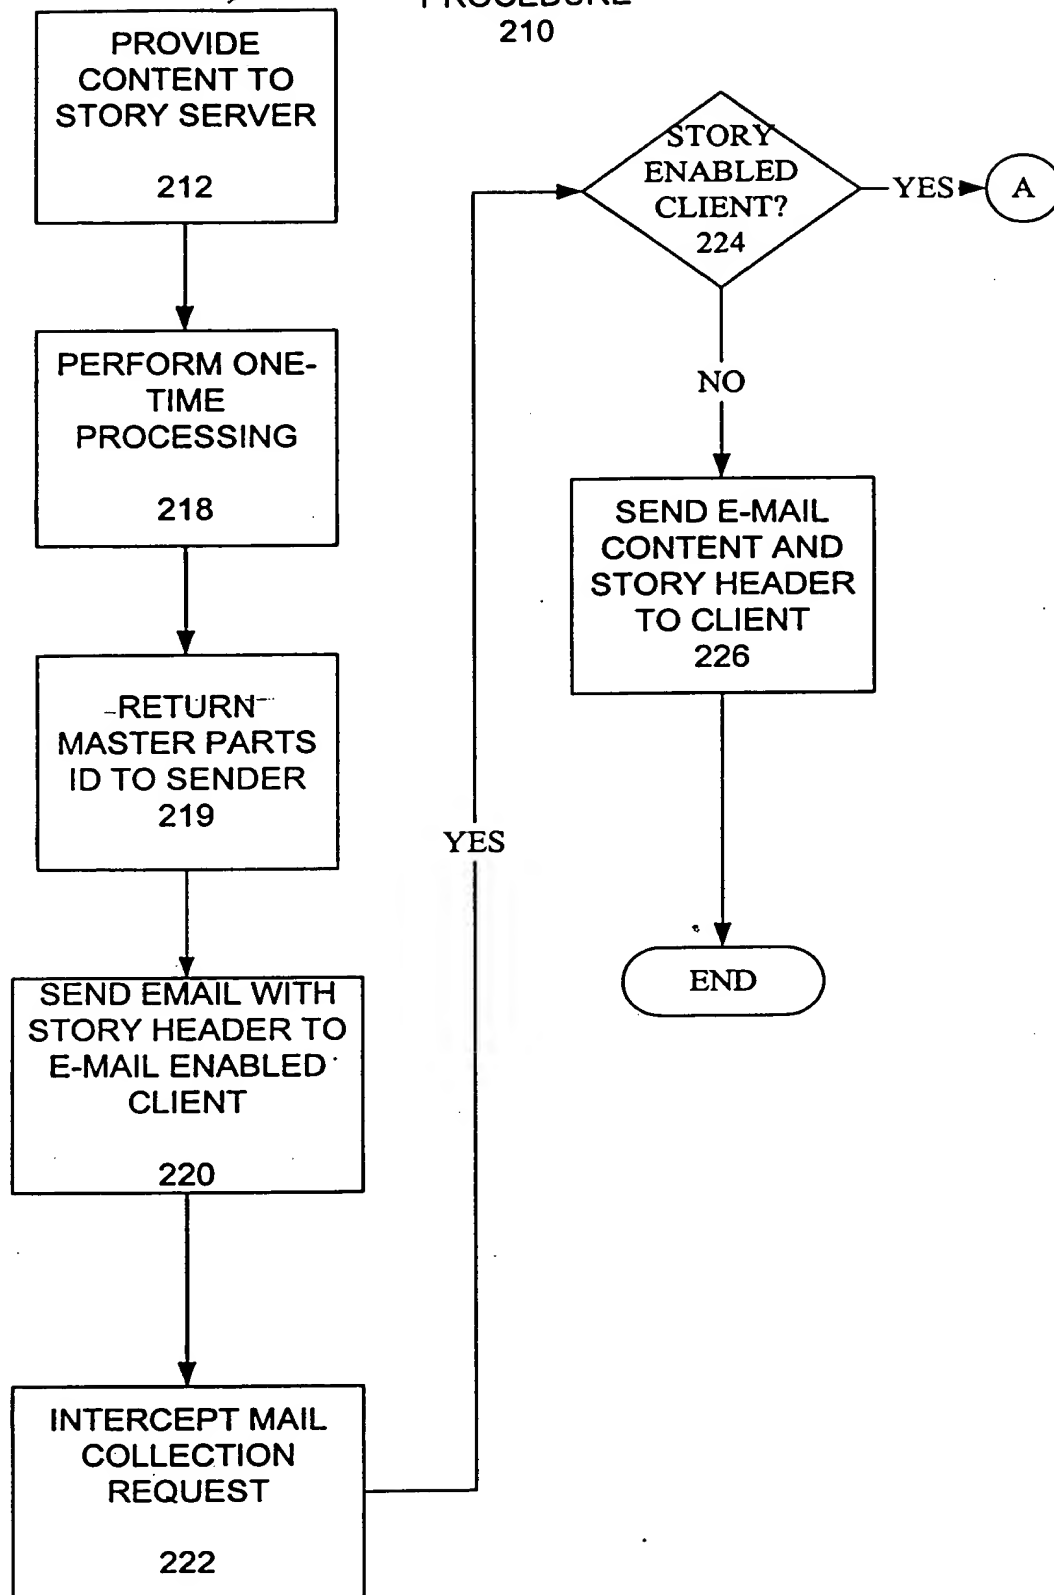 PROCEDURE
210
PROVIDE
CONTENT TO
STORY SERVER
212
PERFORM ONE-
TIME
PROCESSING
218
RETURN
MASTER PARTS
ID TO SENDER
219
SEND EMAIL WITH
STORY HEADER TO
E-MAIL ENABLED
CLIENT
220
INTERCEPT MAIL
COLLECTION
REQUEST
222
YES
STORY
ENABLED
CLIENT?
224
YES
A
NO
SEND E-MAIL
CONTENT AND
STORY HEADER
TO CLIENT
226
END